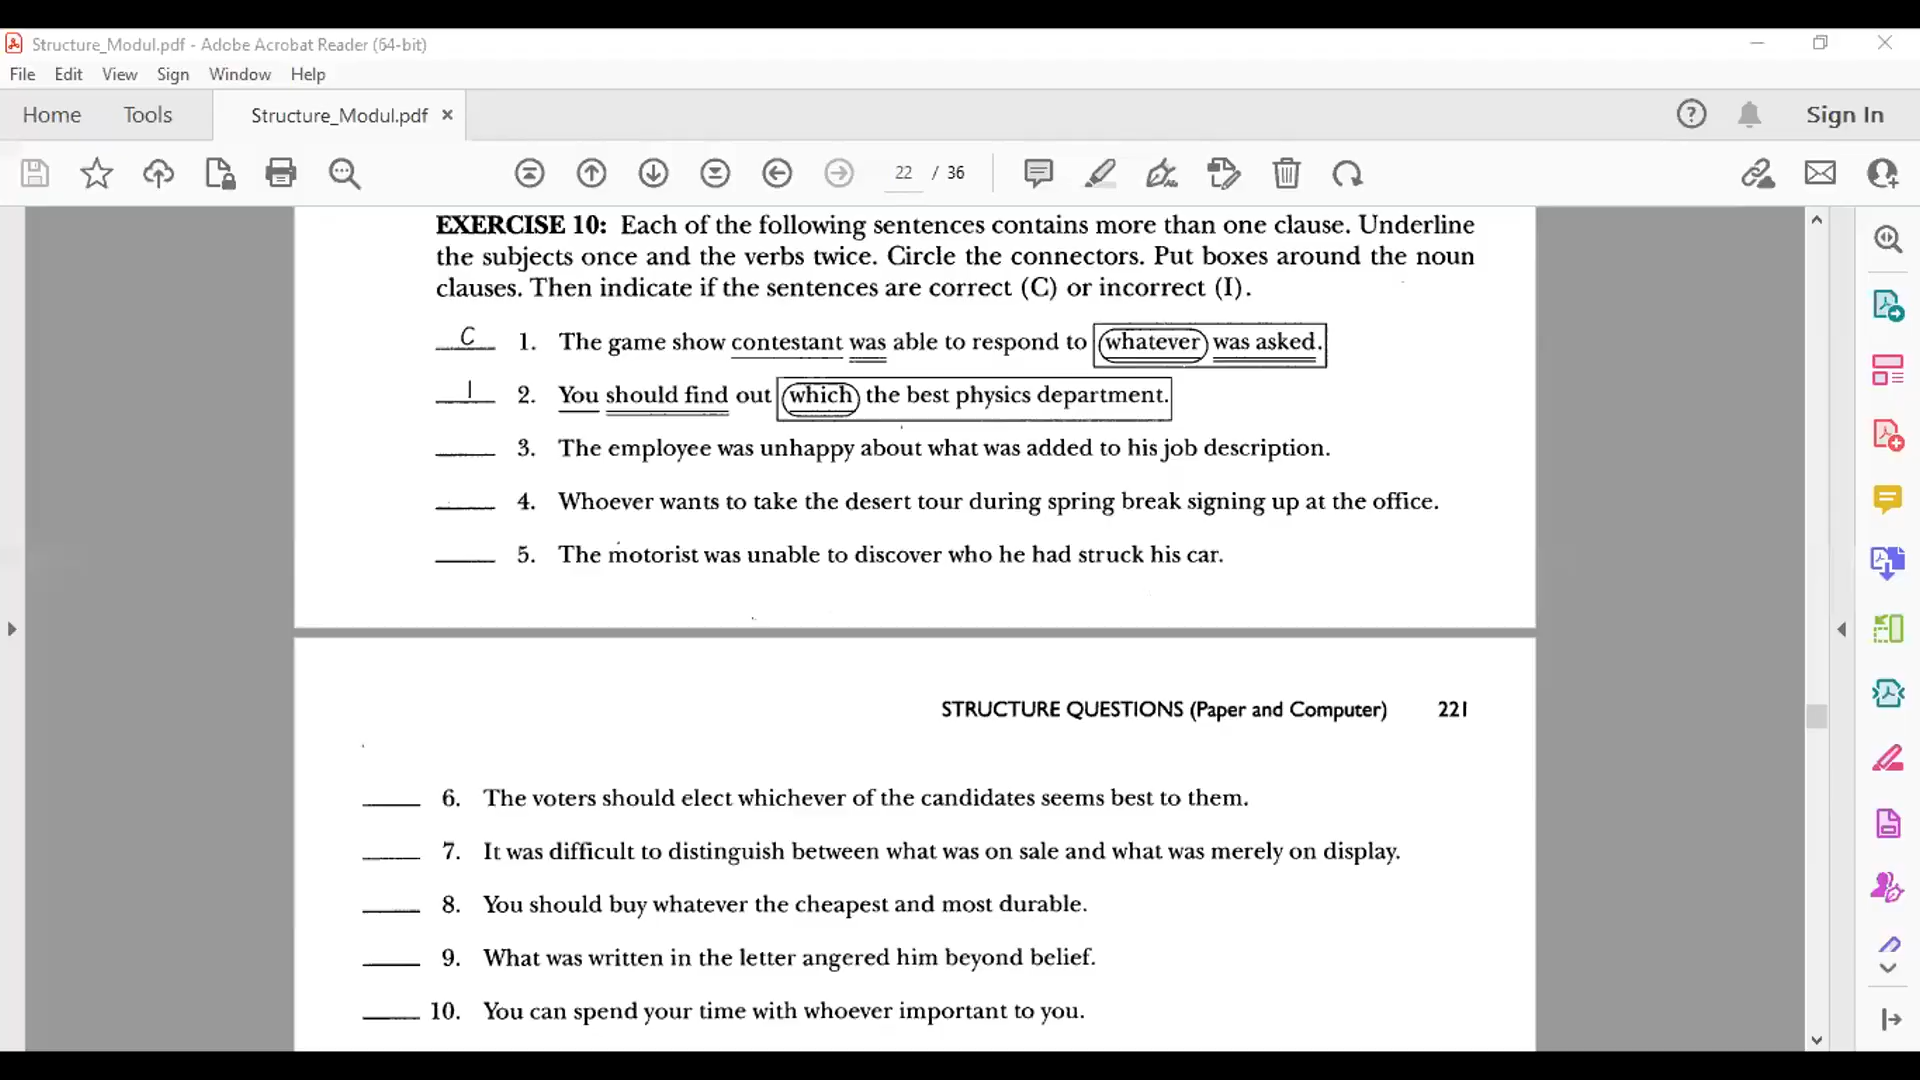 Structure_Modul.pdf - Adobe Acrobat Reader (64-bit)
File Edit View Sign Window Help
Home Tools Structure_Modul.pdf × Sign In
22 / 36
EXERCISE 10: Each of the following sentences contains more than one clause. Underline
the subjects once and the verbs twice. Circle the connectors. Put boxes around the noun
clauses. Then indicate if the sentences are correct (C) or incorrect (I).
C 1. The game show contestant was able to respond to whatever was asked.
I 2. You should find out which the best physics department.
3. The employee was unhappy about what was added to his job description.
4. Whoever wants to take the desert tour during spring break signing up at the office.
5. The motorist was unable to discover who he had struck his car.
STRUCTURE QUESTIONS (Paper and Computer) 221
6. The voters should elect whichever of the candidates seems best to them.
7. It was difficult to distinguish between what was on sale and what was merely on display.
8. You should buy whatever the cheapest and most durable.
9. What was written in the letter angered him beyond belief.
10. You can spend your time with whoever important to you.